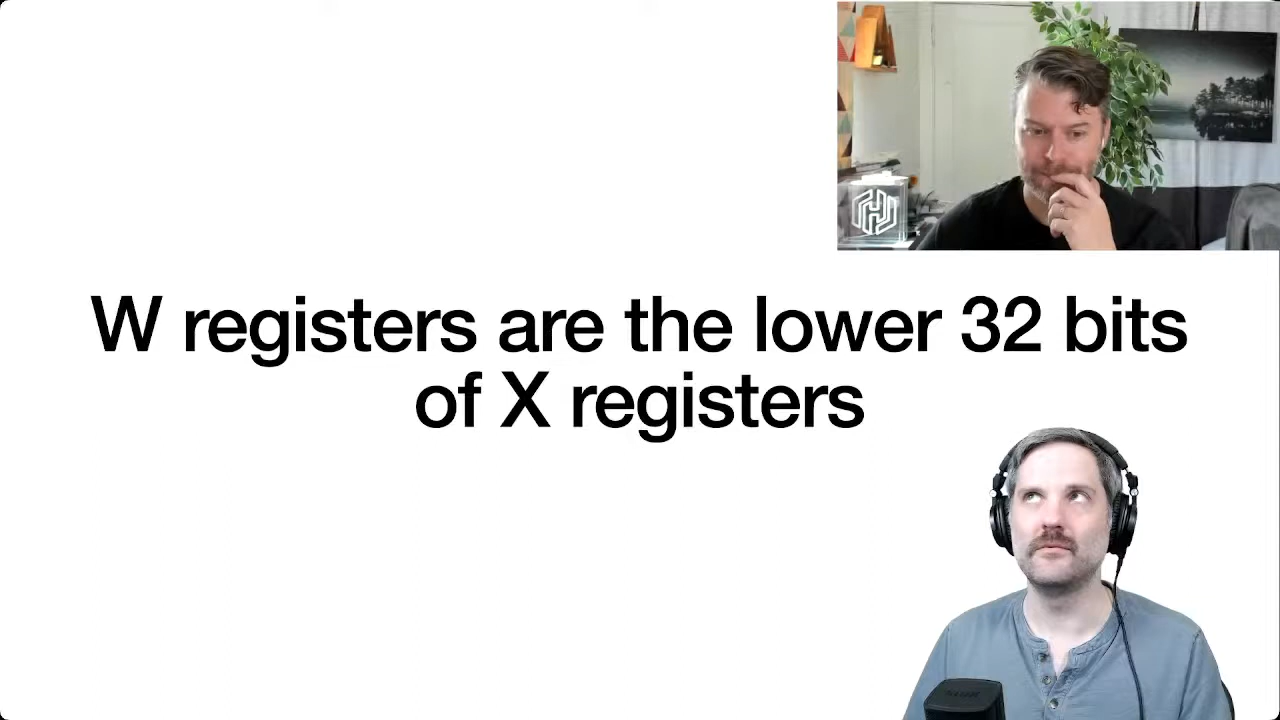 W registers are the lower 32 bits
of X registers